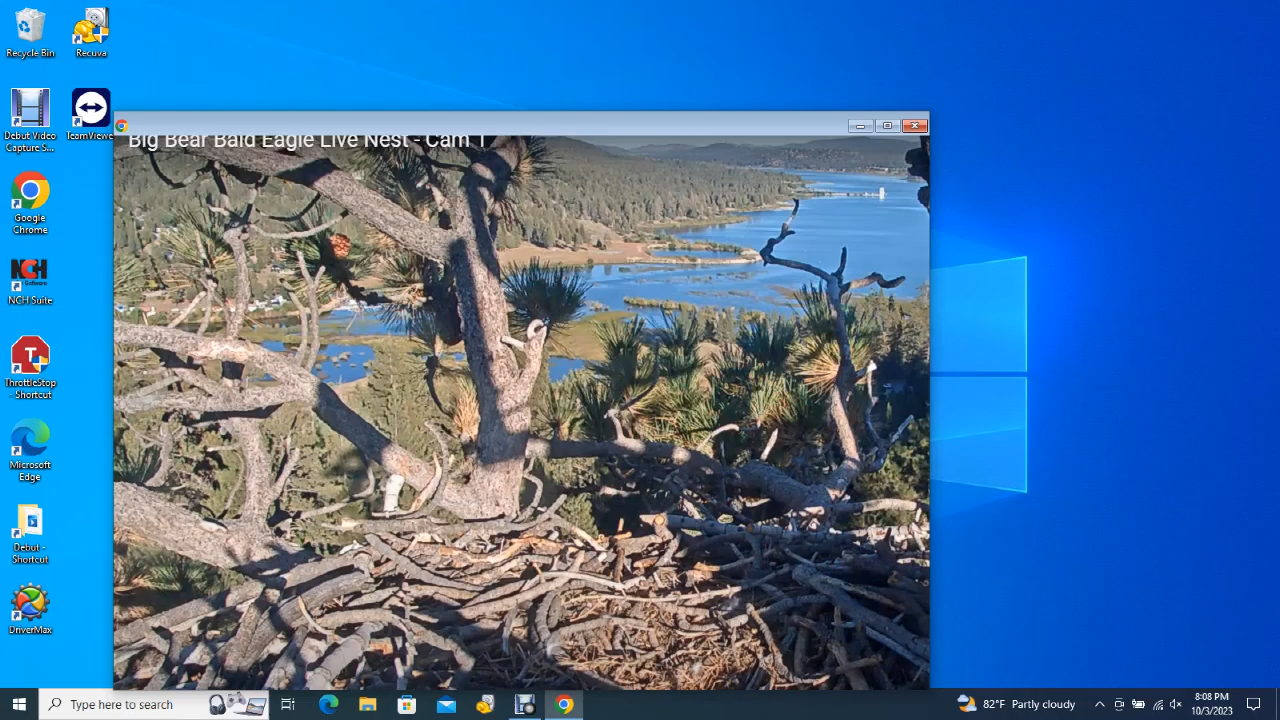 Recycle Bin
Recuva
Debut Video
Capture S...
TeamViewer
Google
Chrome
NCH
Software
NCH Suite
T
ThrottleStop
- Shortcut
Microsoft
Edge
Debut -
Shortcut
DriverMax
Big Bear Bald Eagle Live Nest - Cam 1
Type here to search
82°F Partly cloudy
8:08 PM
10/3/2023